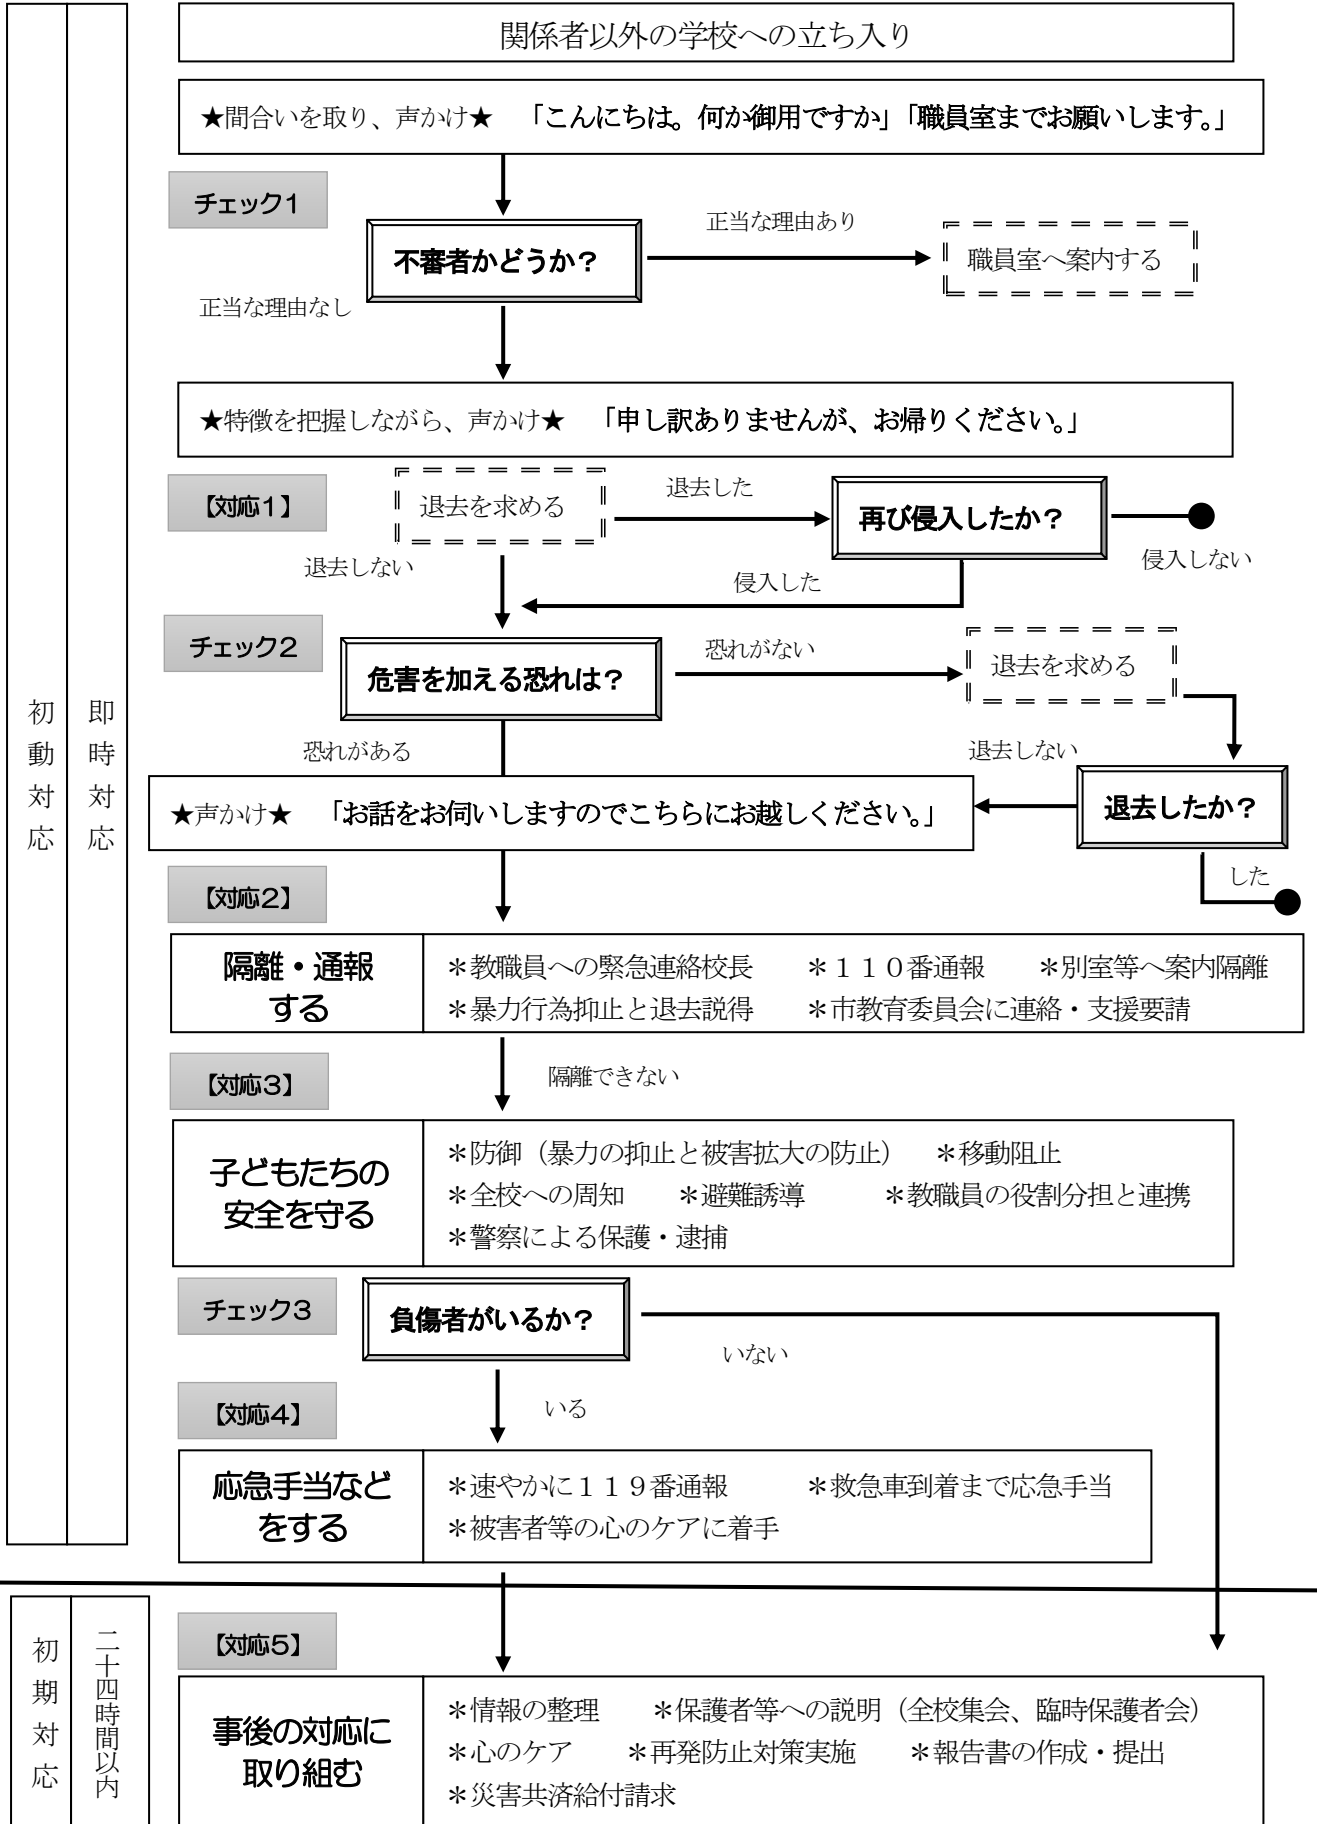 関係者以外の学校への立ち入り
★間合いを取り、声かけ★　「こんにちは。何か御用ですか」「職員室までお願いします。」
チェック１
不審者かどうか？
正当な理由あり
職員室へ案内する
正当な理由なし
★特徴を把握しながら、声かけ★　「申し訳ありませんが、お帰りください。」
【対応１】
退去を求める
退去した
再び侵入したか？
侵入しない
退去しない
侵入した
チェック２
危害を加える恐れは？
恐れがない
退去を求める
恐れがある
退去しない
退去したか？
★声かけ★　「お話をお伺いしますのでこちらにお越しください。」
した
【対応２】
隔離・通報
する
＊教職員への緊急連絡校長　＊１１０番通報　＊別室等へ案内隔離
＊暴力行為抑止と退去説得　＊市教育委員会に連絡・支援要請
【対応３】
隔離できない
子どもたちの
安全を守る
＊防御（暴力の抑止と被害拡大の防止）　＊移動阻止
＊全校への周知　＊避難誘導　＊教職員の役割分担と連携
＊警察による保護・逮捕
チェック３
負傷者がいるか？
いない
【対応４】
いる
応急手当など
をする
＊速やかに１１９番通報　＊救急車到着まで応急手当
＊被害者等の心のケアに着手
初動対応
即時対応
【対応５】
事後の対応に
取り組む
＊情報の整理　＊保護者等への説明（全校集会、臨時保護者会）
＊心のケア　＊再発防止対策実施　＊報告書の作成・提出
＊災害共済給付請求
初期対応
二十四時間以内